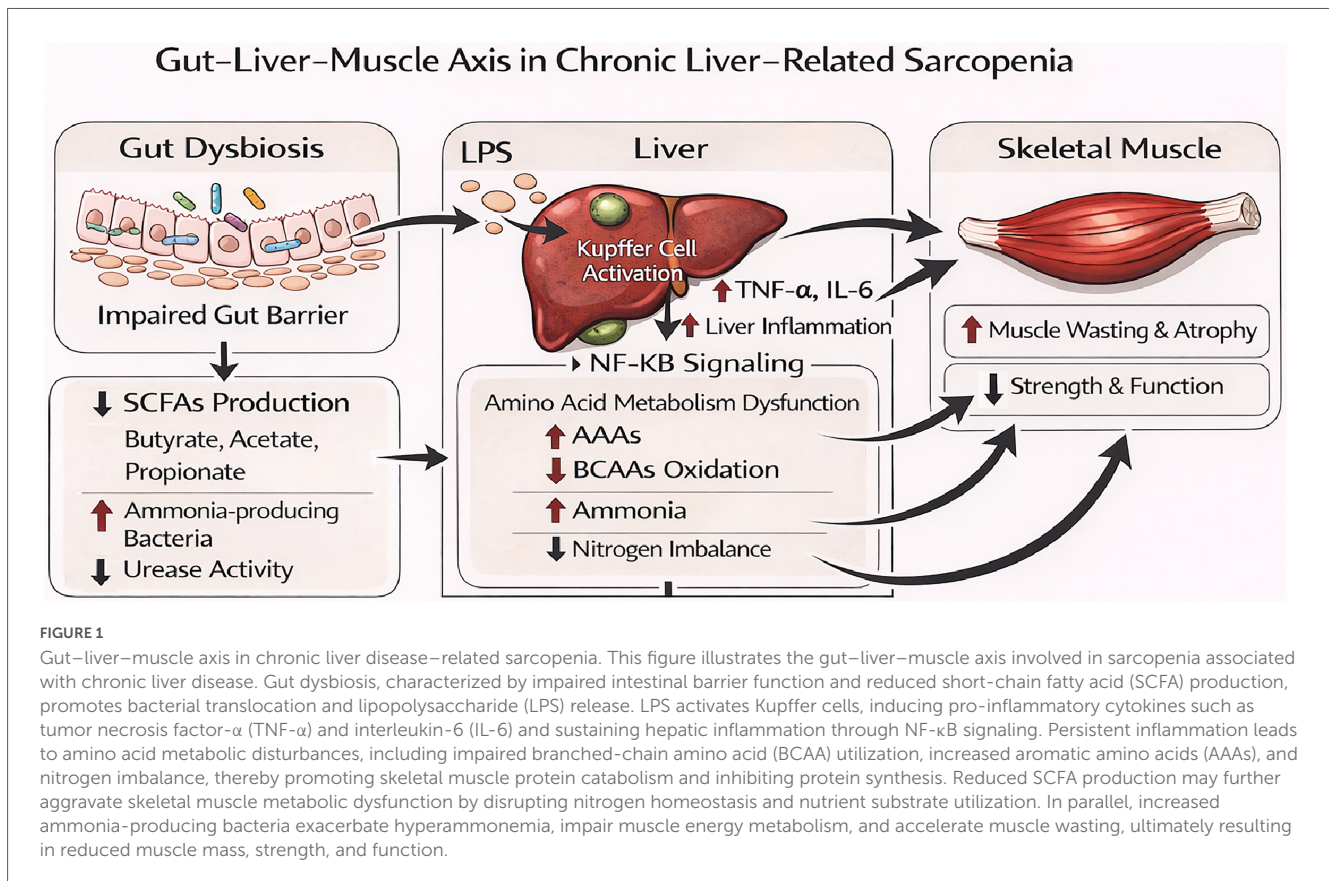 Gut–Liver–Muscle Axis in Chronic Liver–Related Sarcopenia
Gut Dysbiosis
Impaired Gut Barrier
↓ SCFAs Production
Butyrate, Acetate,
Propionate
↑ Ammonia-producing
Bacteria
↓ Urease Activity
LPS
Liver
Kupffer Cell
Activation
↑ TNF-α, IL-6
↑ Liver Inflammation
NF-KB Signaling
Amino Acid Metabolism Dysfunction
↑ AAAs
↓ BCAAs Oxidation
↑ Ammonia
↓ Nitrogen Imbalance
Skeletal Muscle
↑ Muscle Wasting & Atrophy
↓ Strength & Function
FIGURE 1
Gut–liver–muscle axis in chronic liver disease–related sarcopenia. This figure illustrates the gut–liver–muscle axis involved in sarcopenia associated
with chronic liver disease. Gut dysbiosis, characterized by impaired intestinal barrier function and reduced short-chain fatty acid (SCFA) production,
promotes bacterial translocation and lipopolysaccharide (LPS) release. LPS activates Kupffer cells, inducing pro-inflammatory cytokines such as
tumor necrosis factor-α (TNF-α) and interleukin-6 (IL-6) and sustaining hepatic inflammation through NF-κB signaling. Persistent inflammation leads
to amino acid metabolic disturbances, including impaired branched-chain amino acid (BCAA) utilization, increased aromatic amino acids (AAAs), and
nitrogen imbalance, thereby promoting skeletal muscle protein catabolism and inhibiting protein synthesis. Reduced SCFA production may further
aggravate skeletal muscle metabolic dysfunction by disrupting nitrogen homeostasis and nutrient substrate utilization. In parallel, increased
ammonia-producing bacteria exacerbate hyperammonemia, impair muscle energy metabolism, and accelerate muscle wasting, ultimately resulting
in reduced muscle mass, strength, and function.